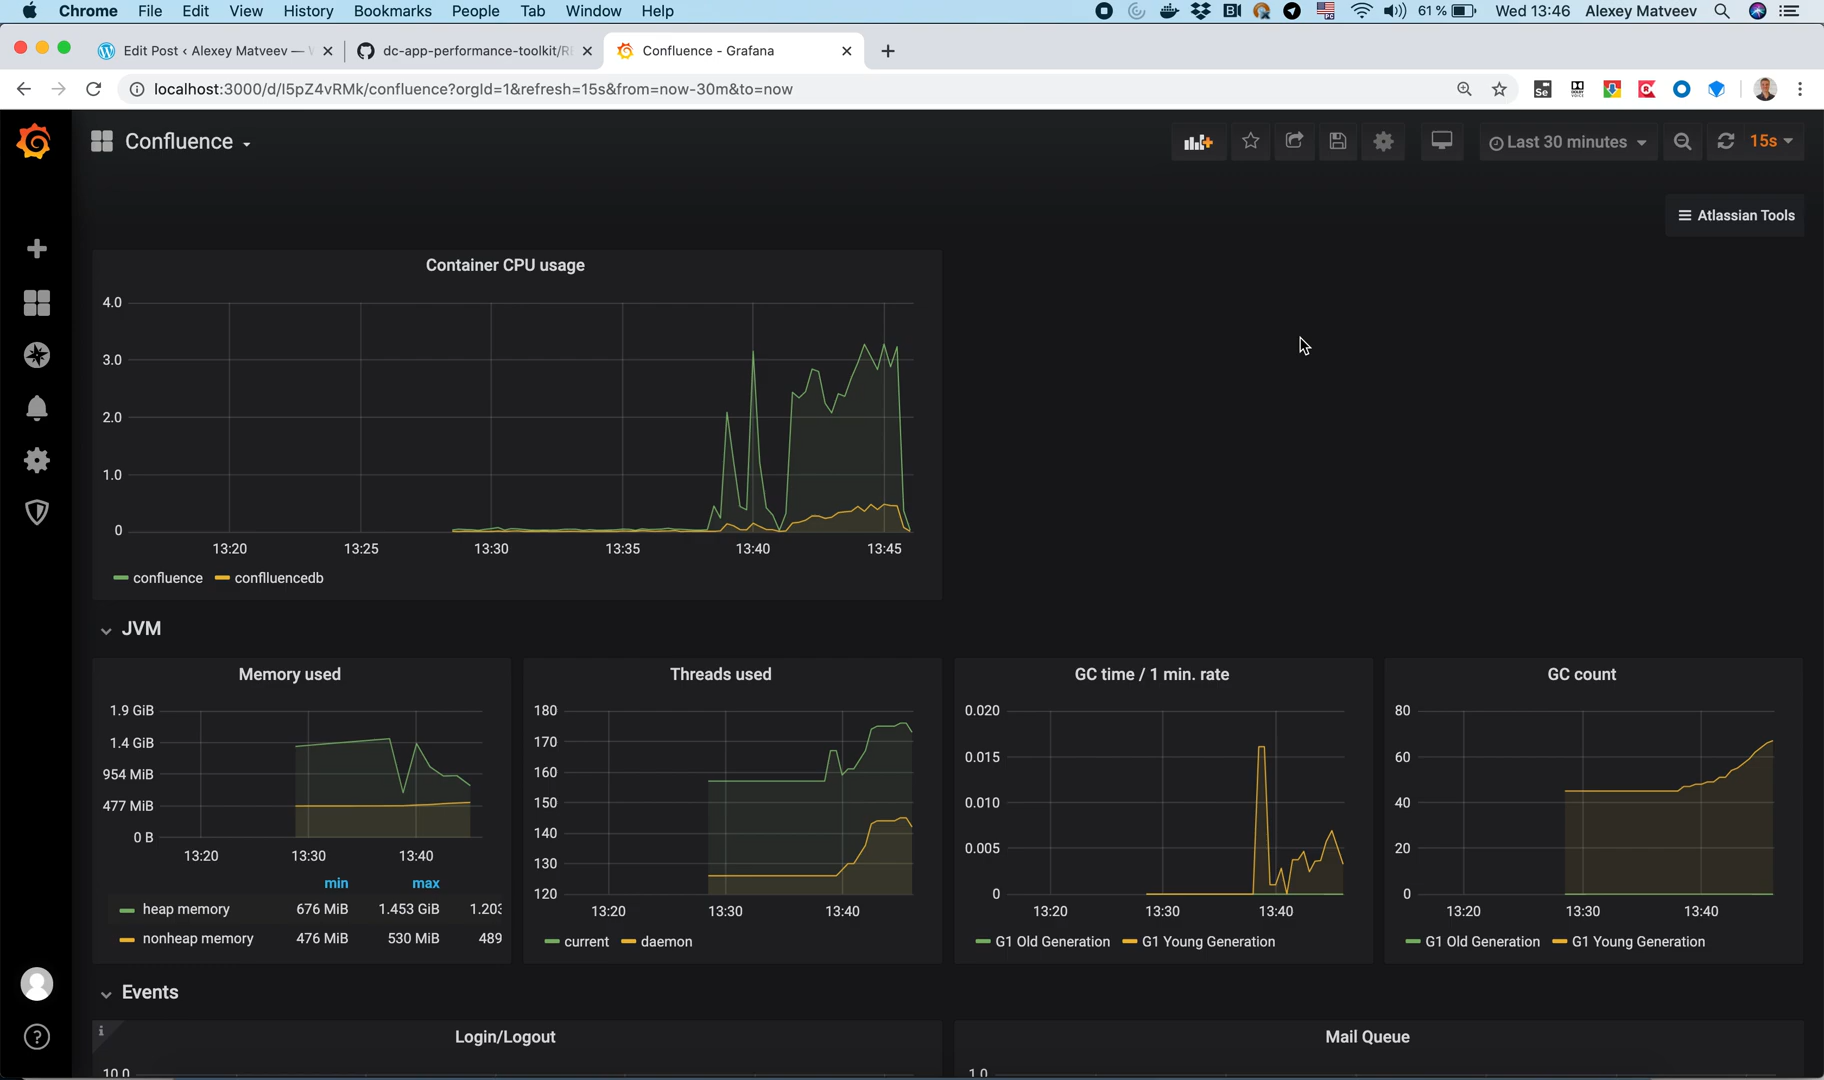 Chrome File Edit View History Bookmarks People Tab Window Help 61 % Wed 13:46 Alexey Matveev
Edit Post ‹ Alexey Matveev —
dc-app-performance-toolkit/R
Confluence - Grafana
localhost:3000/d/I5pZ4vRMk/confluence?orgId=1&refresh=15s&from=now-30m&to=now
Confluence
Last 30 minutes
15s
Atlassian Tools
Container CPU usage
4.0
3.0
2.0
1.0
0
13:20 13:25 13:30 13:35 13:40 13:45
confluence conflluencedb
JVM
Memory used
1.9 GiB
1.4 GiB
954 MiB
477 MiB
0 B
13:20 13:30 13:40
min max
heap memory 676 MiB 1.453 GiB 1.203
nonheap memory 476 MiB 530 MiB 489
Threads used
180
170
160
150
140
130
120
13:20 13:30 13:40
current daemon
GC time / 1 min. rate
0.020
0.015
0.010
0.005
0
13:20 13:30 13:40
G1 Old Generation G1 Young Generation
GC count
80
60
40
20
0
13:20 13:30 13:40
G1 Old Generation G1 Young Generation
Events
Login/Logout
10.0
Mail Queue
1.0